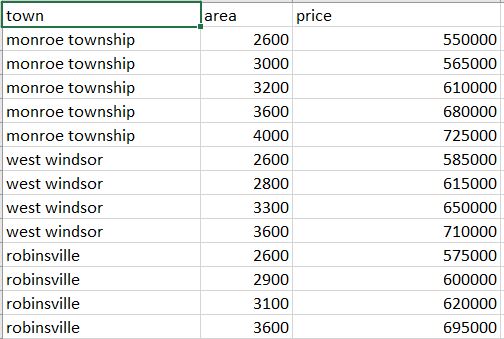 town area price
monroe township 2600 550000
monroe township 3000 565000
monroe township 3200 610000
monroe township 3600 680000
monroe township 4000 725000
west windsor 2600 585000
west windsor 2800 615000
west windsor 3300 650000
west windsor 3600 710000
robinsville 2600 575000
robinsville 2900 600000
robinsville 3100 620000
robinsville 3600 695000